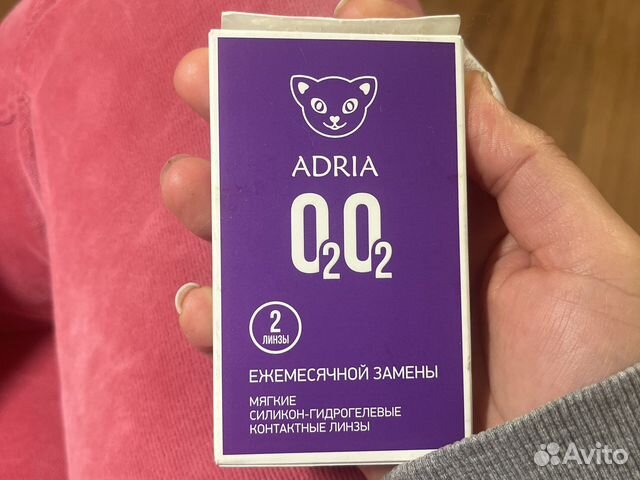 ADRIA
O2O2
2
ЛИНЗЫ
ЕЖЕМЕСЯЧНОЙ ЗАМЕНЫ
МЯГКИЕ
СИЛИКОН-ГИДРОГЕЛЕВЫЕ
КОНТАКТНЫЕ ЛИНЗЫ
Avito